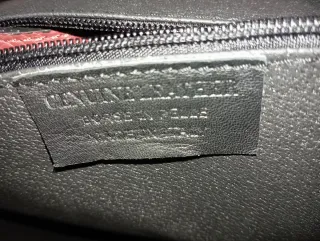 GENUINE LEATHER
BORSE IN PELLE
MADE IN ITALY